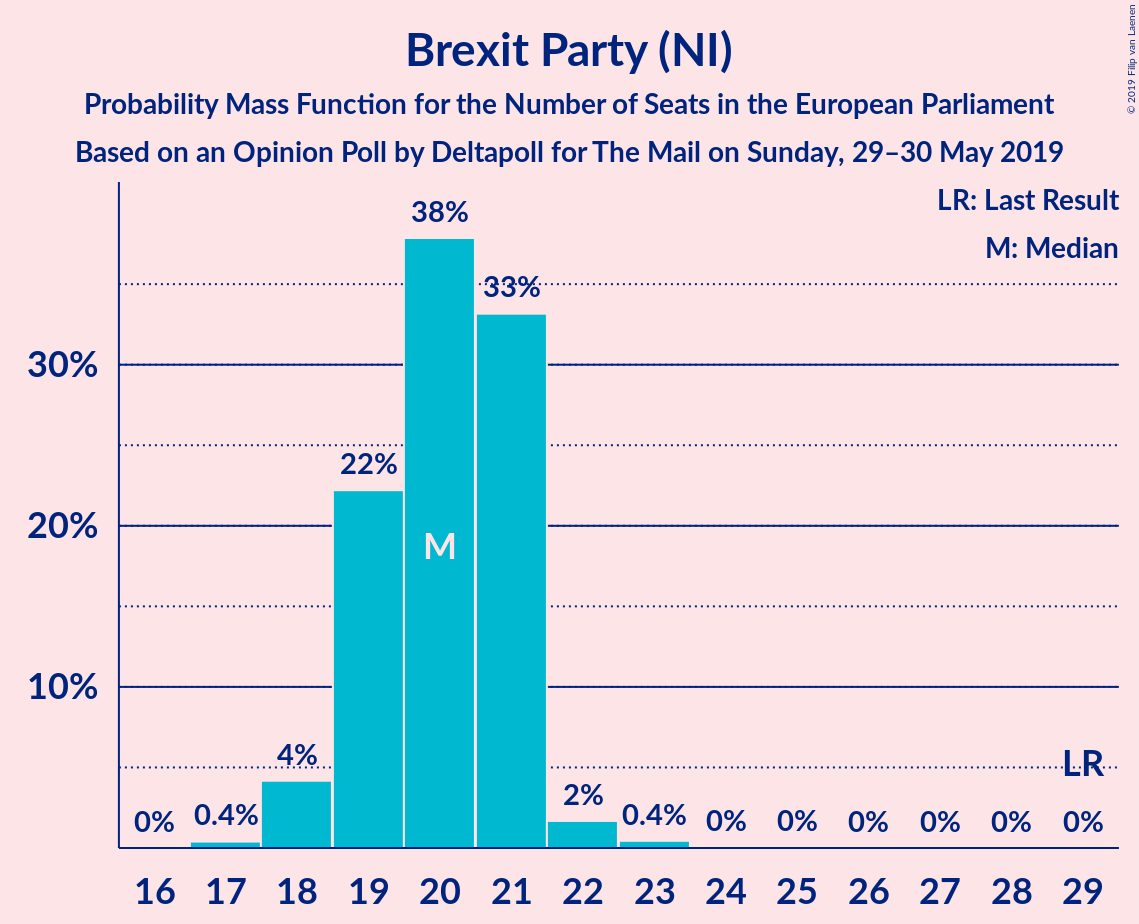 © 2019 Filip van Laenen
Brexit Party (NI)
Probability Mass Function for the Number of Seats in the European Parliament
Based on an Opinion Poll by Deltapoll for The Mail on Sunday, 29–30 May 2019
LR: Last Result
M: Median
38%
33%
30%
22%
20%
M
10%
4%
LR
2%
0% 0.4% 0.4% 0% 0% 0% 0% 0% 0%
16 17 18 19 20 21 22 23 24 25 26 27 28 29